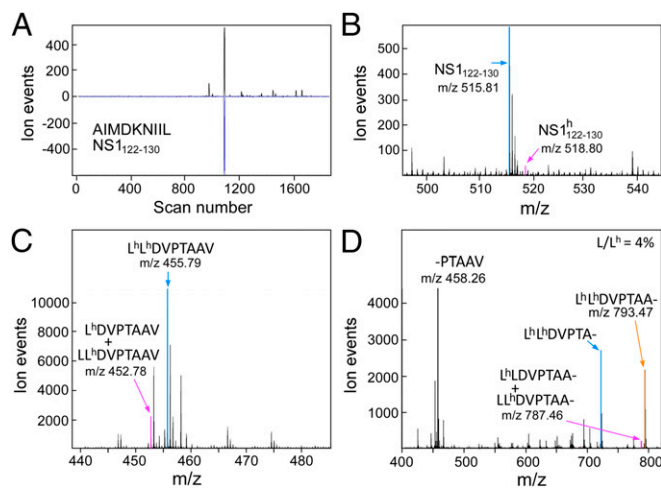 A
Ion events
400
200
0
-200
-400
AIMDKNIIL
NS1₁₂₂₋₁₃₀
0
400
800
1200
1600
Scan number
B
Ion events
500
400
300
200
100
NS1₁₂₂₋₁₃₀
m/z 515.81
NS1ʰ₁₂₂₋₁₃₀
m/z 518.80
500
510
520
530
540
m/z
C
Ion events
10000
8000
6000
4000
2000
LʰLʰDVPTAAV
m/z 455.79
LʰDVPTAAV
+
LLʰDVPTAAV
m/z 452.78
440
450
460
470
480
m/z
D
Ion events
4000
3000
2000
1000
L/Lʰ = 4%
-PTAAV
m/z 458.26
LʰLʰDVPTAA-
m/z 793.47
LʰLʰDVPTA-
LʰLDVPTAA-
+
LLʰDVPTAA-
m/z 787.46
400
500
600
700
800
m/z